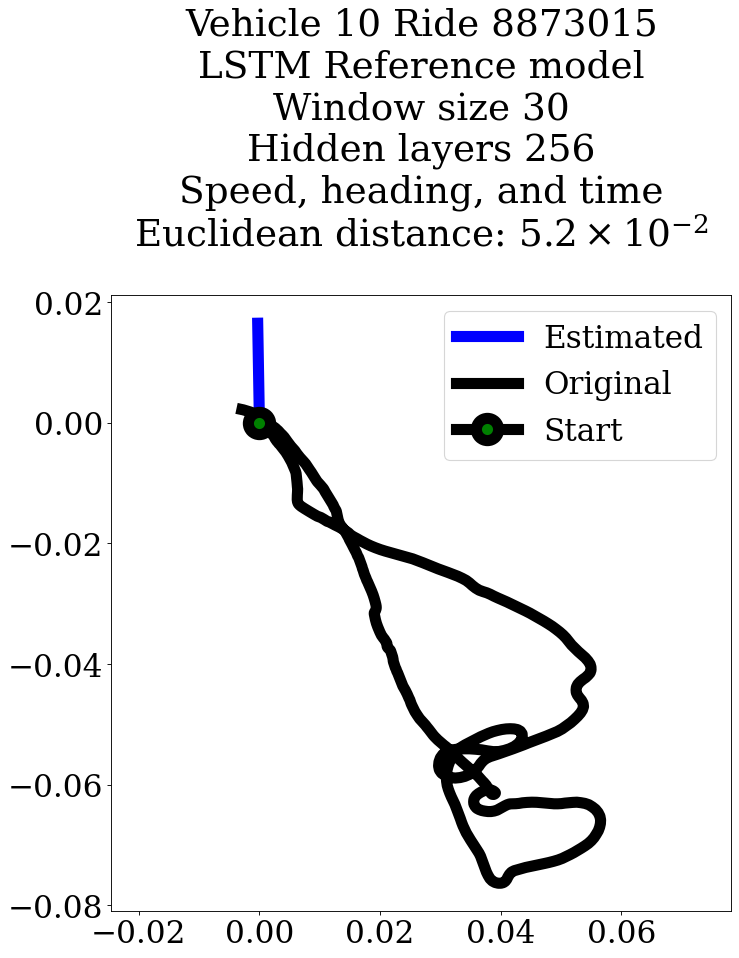 Vehicle 10 Ride 8873015
LSTM Reference model
Window size 30
Hidden layers 256
Speed, heading, and time
Euclidean distance: 5.2 × 10⁻²
Estimated
Original
Start
0.02
0.00
−0.02
−0.04
−0.06
−0.08
−0.02 0.00 0.02 0.04 0.06